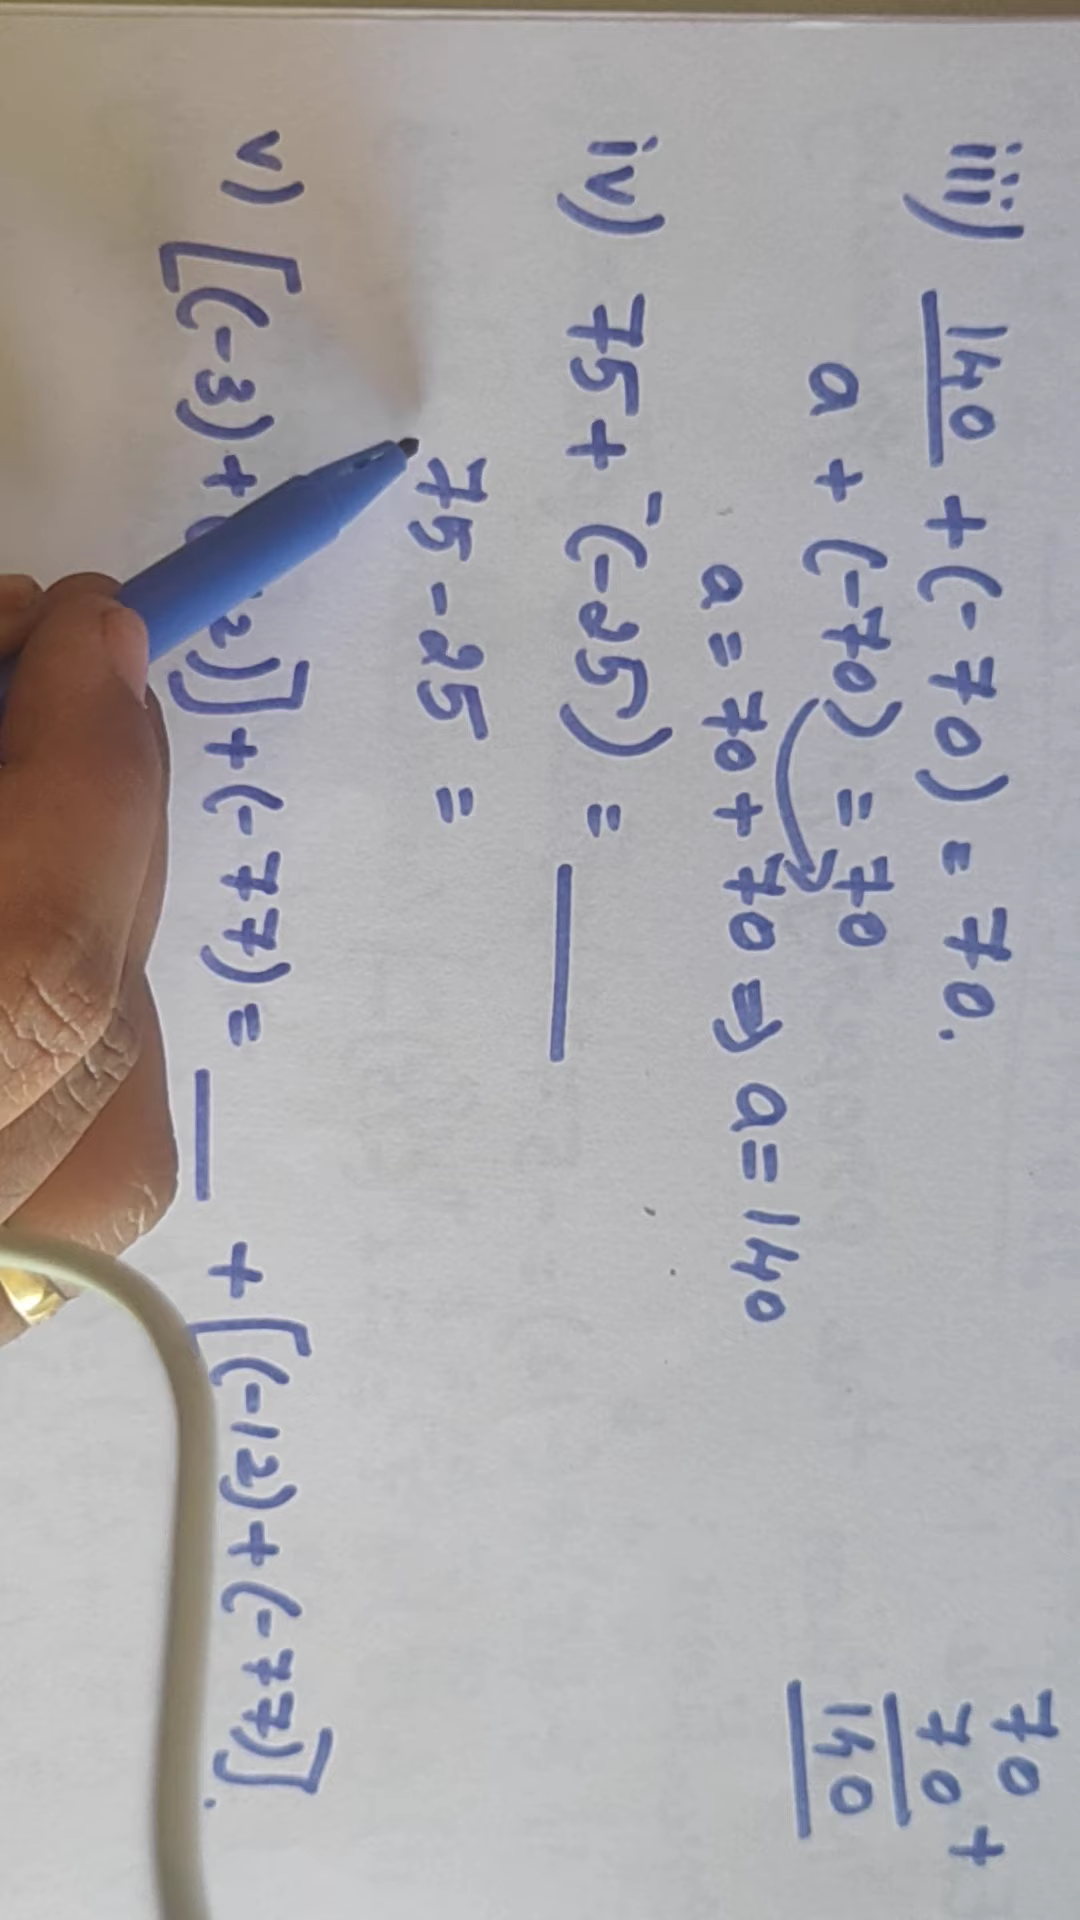 iii) 140 + (-70) = 70.
a + (-70) = 70
a = 70 + 70 ⇒ a = 140
70
70 +
140
iv) 75 + ⁻(-25) = ___
75 - 25 =
v) [(-3) + 2)] + (-77) = ___ + [(-12) + (-77)].